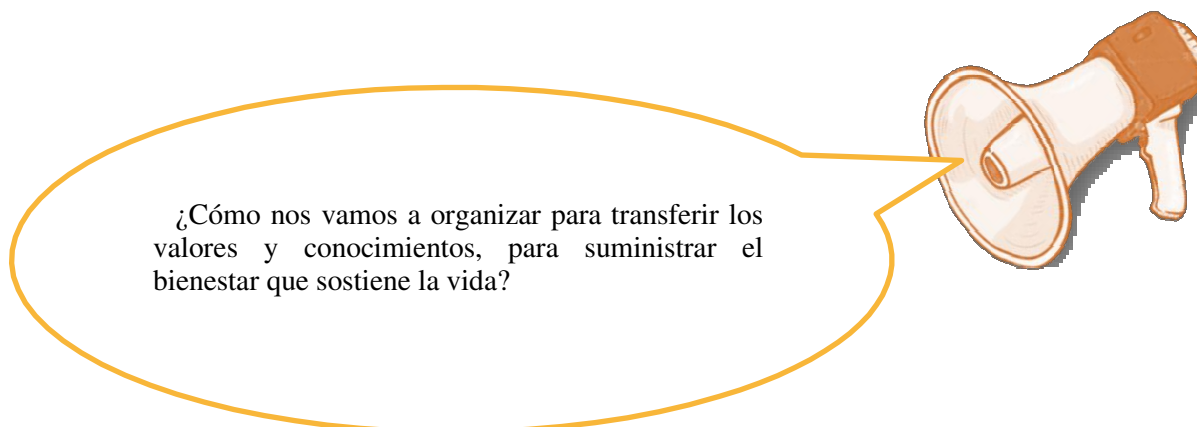 ¿Cómo nos vamos a organizar para transferir los
valores y conocimientos, para suministrar el
bienestar que sostiene la vida?